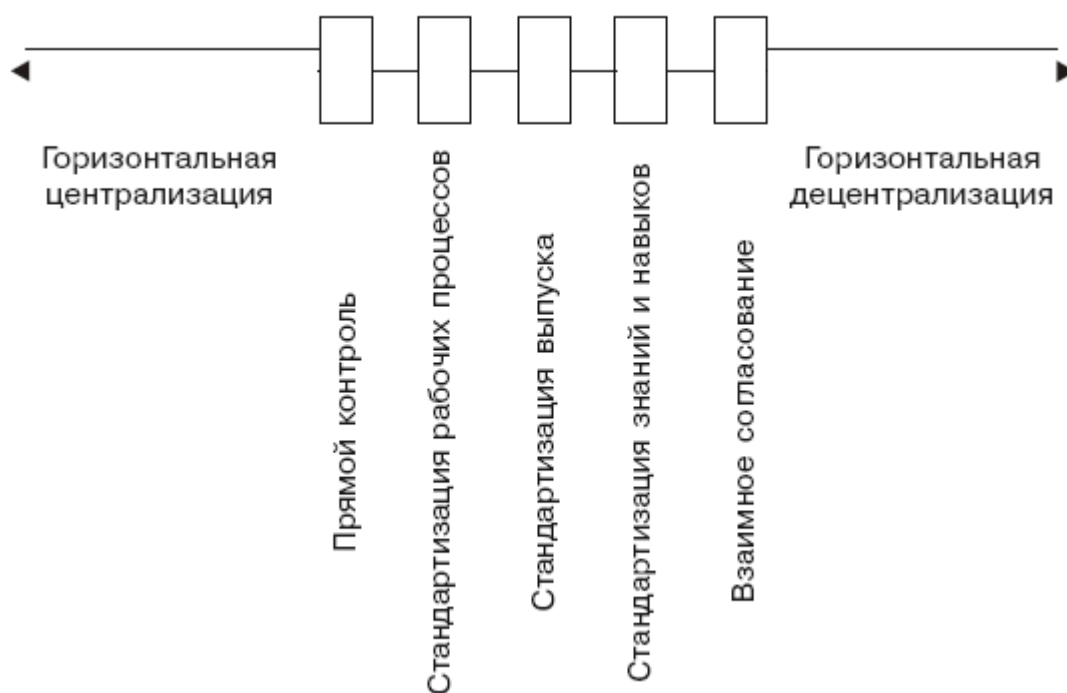 Горизонтальная
централизация
Прямой контроль
Стандартизация рабочих процессов
Стандартизация выпуска
Стандартизация знаний и навыков
Взаимное согласование
Горизонтальная
децентрализация